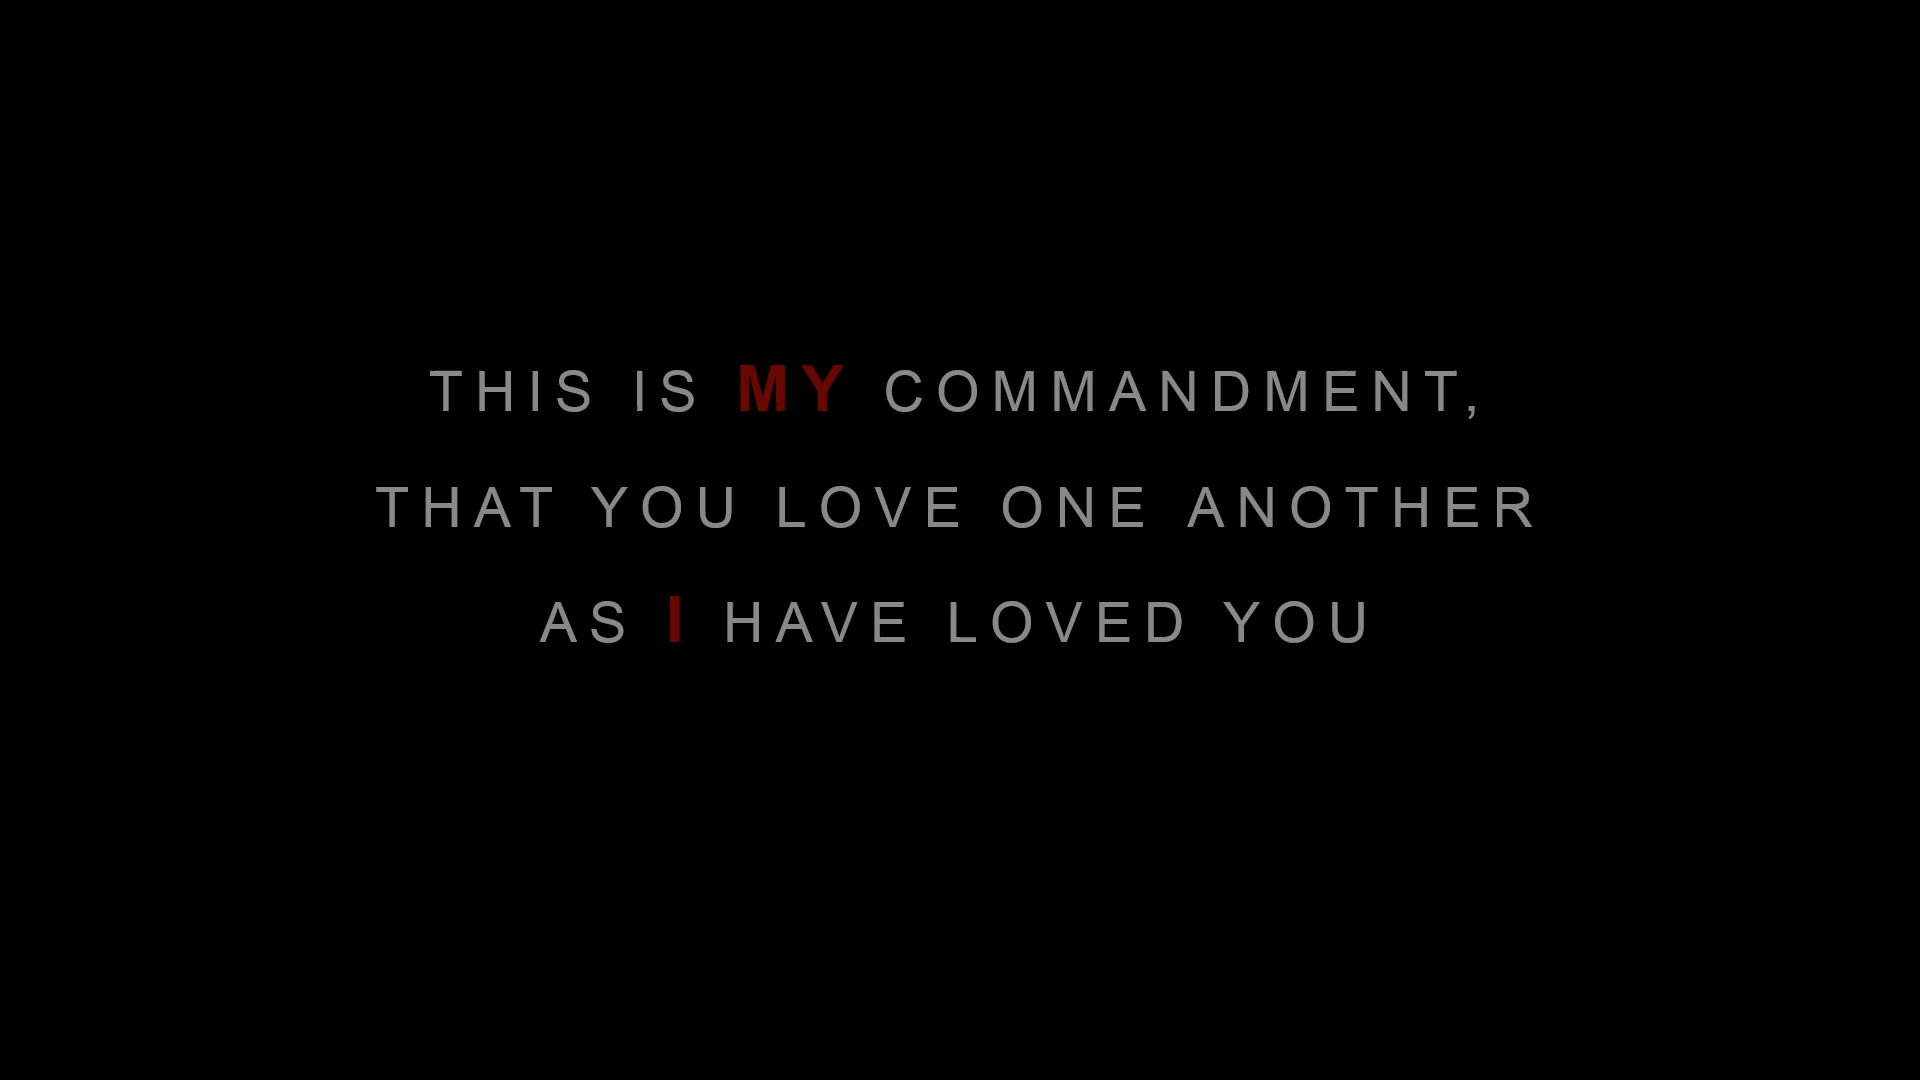 THIS IS MY COMMANDMENT,
THAT YOU LOVE ONE ANOTHER
AS I HAVE LOVED YOU